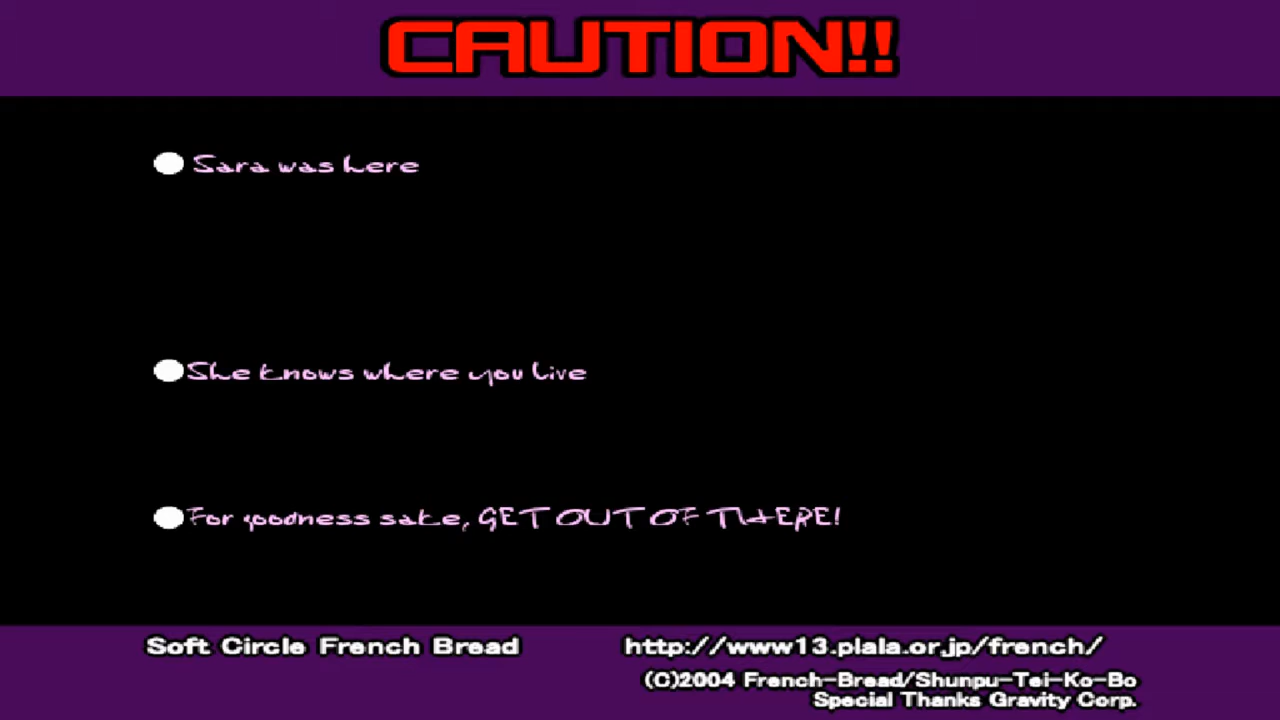 CAUTION!!
Sara was here
She knows where you live
For goodness sake, GET OUT OF THERE!
Soft Circle French Bread
http://www13.plala.or.jp/french/
(C)2004 French-Bread/Shunpu-Tei-Ko-Bo
Special Thanks Gravity Corp.